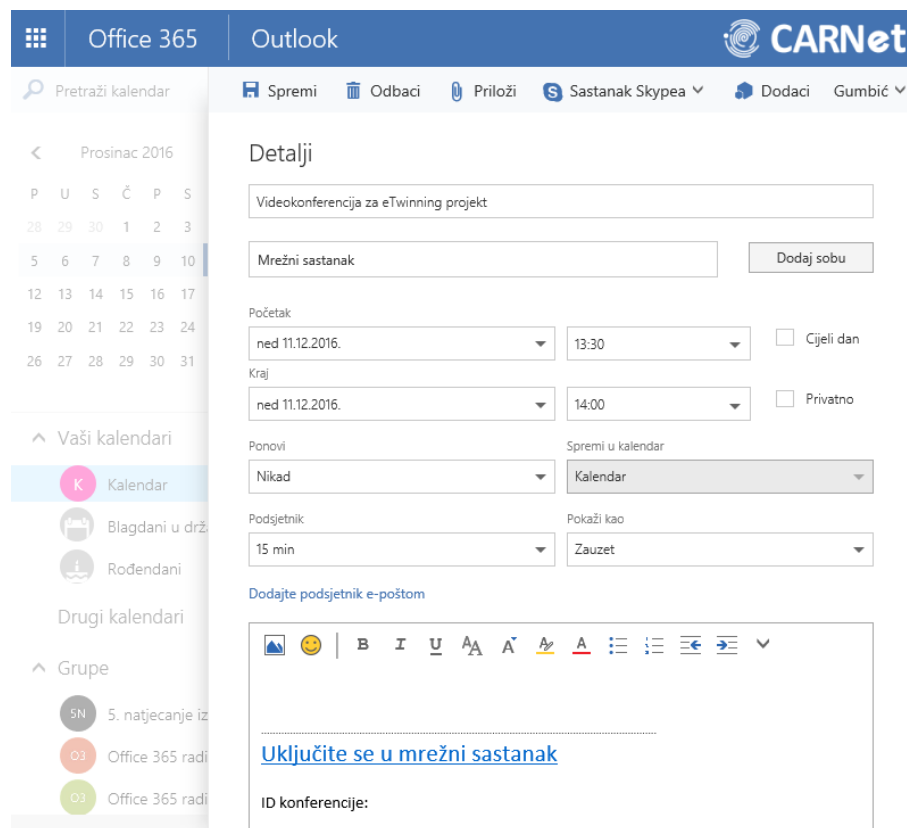 Office 365 Outlook CARNet
Pretraži kalendar Spremi Odbaci Priloži Sastanak Skypea Dodaci Gumbić
Prosinac 2016
P U S Č P S
28 29 30 1 2 3
5 6 7 8 9 10
12 13 14 15 16 17
19 20 21 22 23 24
26 27 28 29 30 31
Vaši kalendari
K Kalendar
Blagdani u drž
Rođendani
Drugi kalendari
Grupe
SN 5. natjecanje iz
O3 Office 365 radi
O3 Office 365 radi
Detalji
Videokonferencija za eTwinning projekt
Mrežni sastanak Dodaj sobu
Početak
ned 11.12.2016. 13:30 Cijeli dan
Kraj
ned 11.12.2016. 14:00 Privatno
Ponovi Spremi u kalendar
Nikad Kalendar
Podsjetnik Pokaži kao
15 min Zauzet
Dodajte podsjetnik e-poštom
B I U AA A A
Uključite se u mrežni sastanak
ID konferencije: